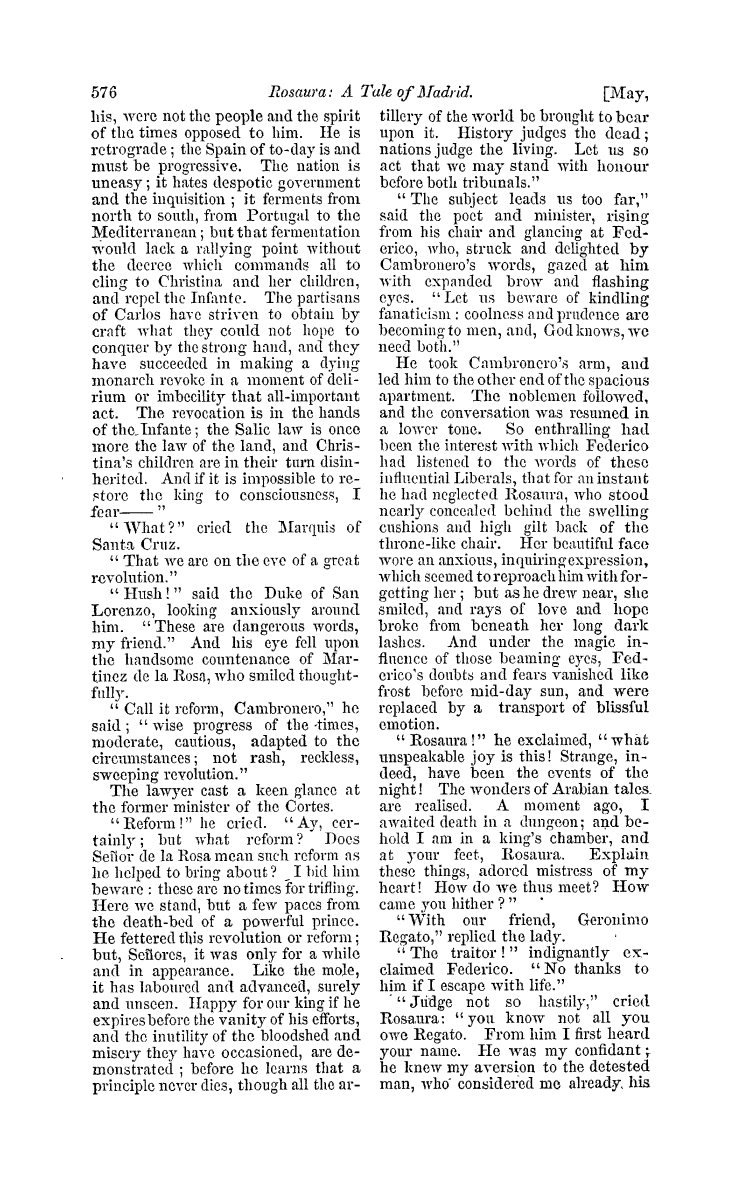 576 Rosaura: A Tale of Madrid. [May,
his, were not the people and the spirit
of the times opposed to him. He is
retrograde ; the Spain of to-day is and
must be progressive. The nation is
uneasy ; it hates despotic government
and the inquisition ; it ferments from
north to south, from Portugal to the
Mediterranean ; but that fermentation
would lack a rallying point without
the decree which commands all to
cling to Christina and her children,
and repel the Infante. The partisans
of Carlos have striven to obtain by
craft what they could not hope to
conquer by the strong hand, and they
have succeeded in making a dying
monarch revoke in a moment of deli-
rium or imbecility that all-important
act. The revocation is in the hands
of the Infante ; the Salic law is once
more the law of the land, and Chris-
tina's children are in their turn disin-
herited. And if it is impossible to re-
store the king to consciousness, I
fear—— "
" What ?" cried the Marquis of
Santa Cruz.
" That we are on the eve of a great
revolution."
" Hush ! " said the Duke of San
Lorenzo, looking anxiously around
him. " These are dangerous words,
my friend." And his eye fell upon
the handsome countenance of Mar-
tinez de la Rosa, who smiled thought-
fully.
" Call it reform, Cambronero," he
said ; " wise progress of the times,
moderate, cautious, adapted to the
circumstances ; not rash, reckless,
sweeping revolution."
The lawyer cast a keen glance at
the former minister of the Cortes.
" Reform !" he cried. " Ay, cer-
tainly ; but what reform ? Does
Señor de la Rosa mean such reform as
he helped to bring about ? I bid him
beware : these are no times for trifling.
Here we stand, but a few paces from
the death-bed of a powerful prince.
He fettered this revolution or reform ;
but, Señores, it was only for a while
and in appearance. Like the mole,
it has laboured and advanced, surely
and unseen. Happy for our king if he
expires before the vanity of his efforts,
and the inutility of the bloodshed and
misery they have occasioned, are de-
monstrated ; before he learns that a
principle never dies, though all the ar-
tillery of the world be brought to bear
upon it. History judges the dead ;
nations judge the living. Let us so
act that we may stand with honour
before both tribunals."
" The subject leads us too far,"
said the poet and minister, rising
from his chair and glancing at Fed-
erico, who, struck and delighted by
Cambronero's words, gazed at him
with expanded brow and flashing
eyes. " Let us beware of kindling
fanaticism : coolness and prudence are
becoming to men, and, God knows, we
need both."
He took Cambronero's arm, and
led him to the other end of the spacious
apartment. The noblemen followed,
and the conversation was resumed in
a lower tone. So enthralling had
been the interest with which Federico
had listened to the words of these
influential Liberals, that for an instant
he had neglected Rosaura, who stood
nearly concealed behind the swelling
cushions and high gilt back of the
throne-like chair. Her beautiful face
wore an anxious, inquiring expression,
which seemed to reproach him with for-
getting her ; but as he drew near, she
smiled, and rays of love and hope
broke from beneath her long dark
lashes. And under the magic in-
fluence of those beaming eyes, Fed-
erico's doubts and fears vanished like
frost before mid-day sun, and were
replaced by a transport of blissful
emotion.
" Rosaura !" he exclaimed, " what
unspeakable joy is this ! Strange, in-
deed, have been the events of the
night ! The wonders of Arabian tales
are realised. A moment ago, I
awaited death in a dungeon ; and be-
hold I am in a king's chamber, and
at your feet, Rosaura. Explain
these things, adored mistress of my
heart ! How do we thus meet ? How
came you hither ? "
" With our friend, Geronimo
Regato," replied the lady.
" The traitor ! " indignantly ex-
claimed Federico. " No thanks to
him if I escape with life."
" Judge not so hastily," cried
Rosaura : " you know not all you
owe Regato. From him I first heard
your name. He was my confidant ;
he knew my aversion to the detested
man, who considered me already his